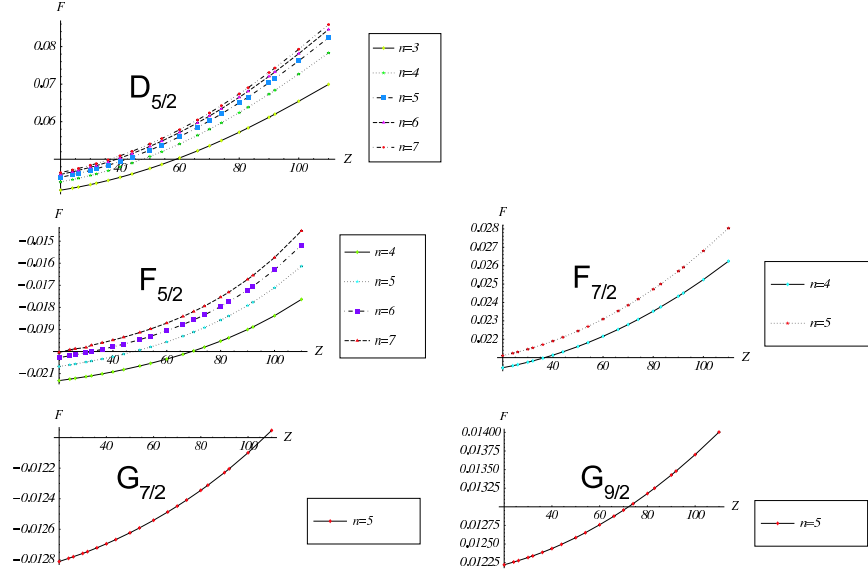 F
0.08
0.07
0.06
D5/2
40 60 80 100 Z
n=3
n=4
n=5
n=6
n=7
F
−0.015
−0.016
−0.017
−0.018
−0.019
−0.021
F5/2
40 60 80 100 Z
n=4
n=5
n=6
n=7
F
0.028
0.027
0.026
0.025
0.024
0.023
0.022
F7/2
40 60 80 100 Z
n=4
n=5
F
−0.0122
−0.0124
−0.0126
−0.0128
G7/2
40 60 80 100 Z
n=5
F
0.01400
0.01375
0.01350
0.01325
0.01275
0.01250
0.01225
G9/2
40 60 80 100 Z
n=5